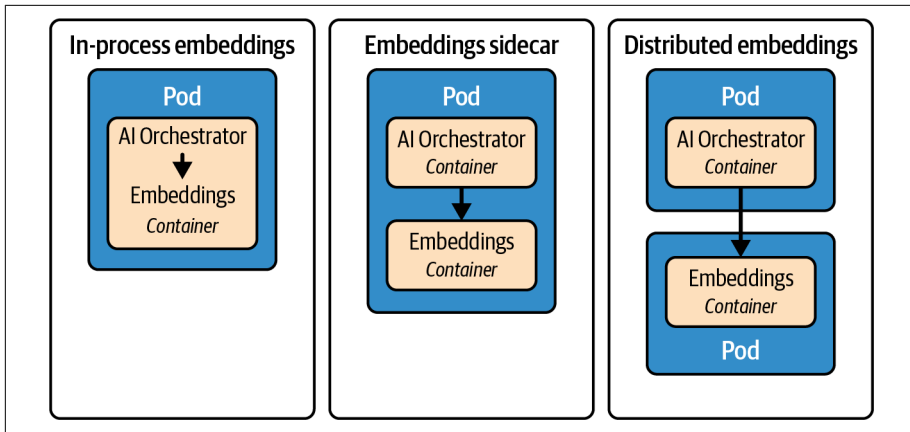 In-process embeddings
Pod
AI Orchestrator
Embeddings
Container
Embeddings sidecar
Pod
AI Orchestrator
Container
Embeddings
Container
Distributed embeddings
Pod
AI Orchestrator
Container
Embeddings
Container
Pod